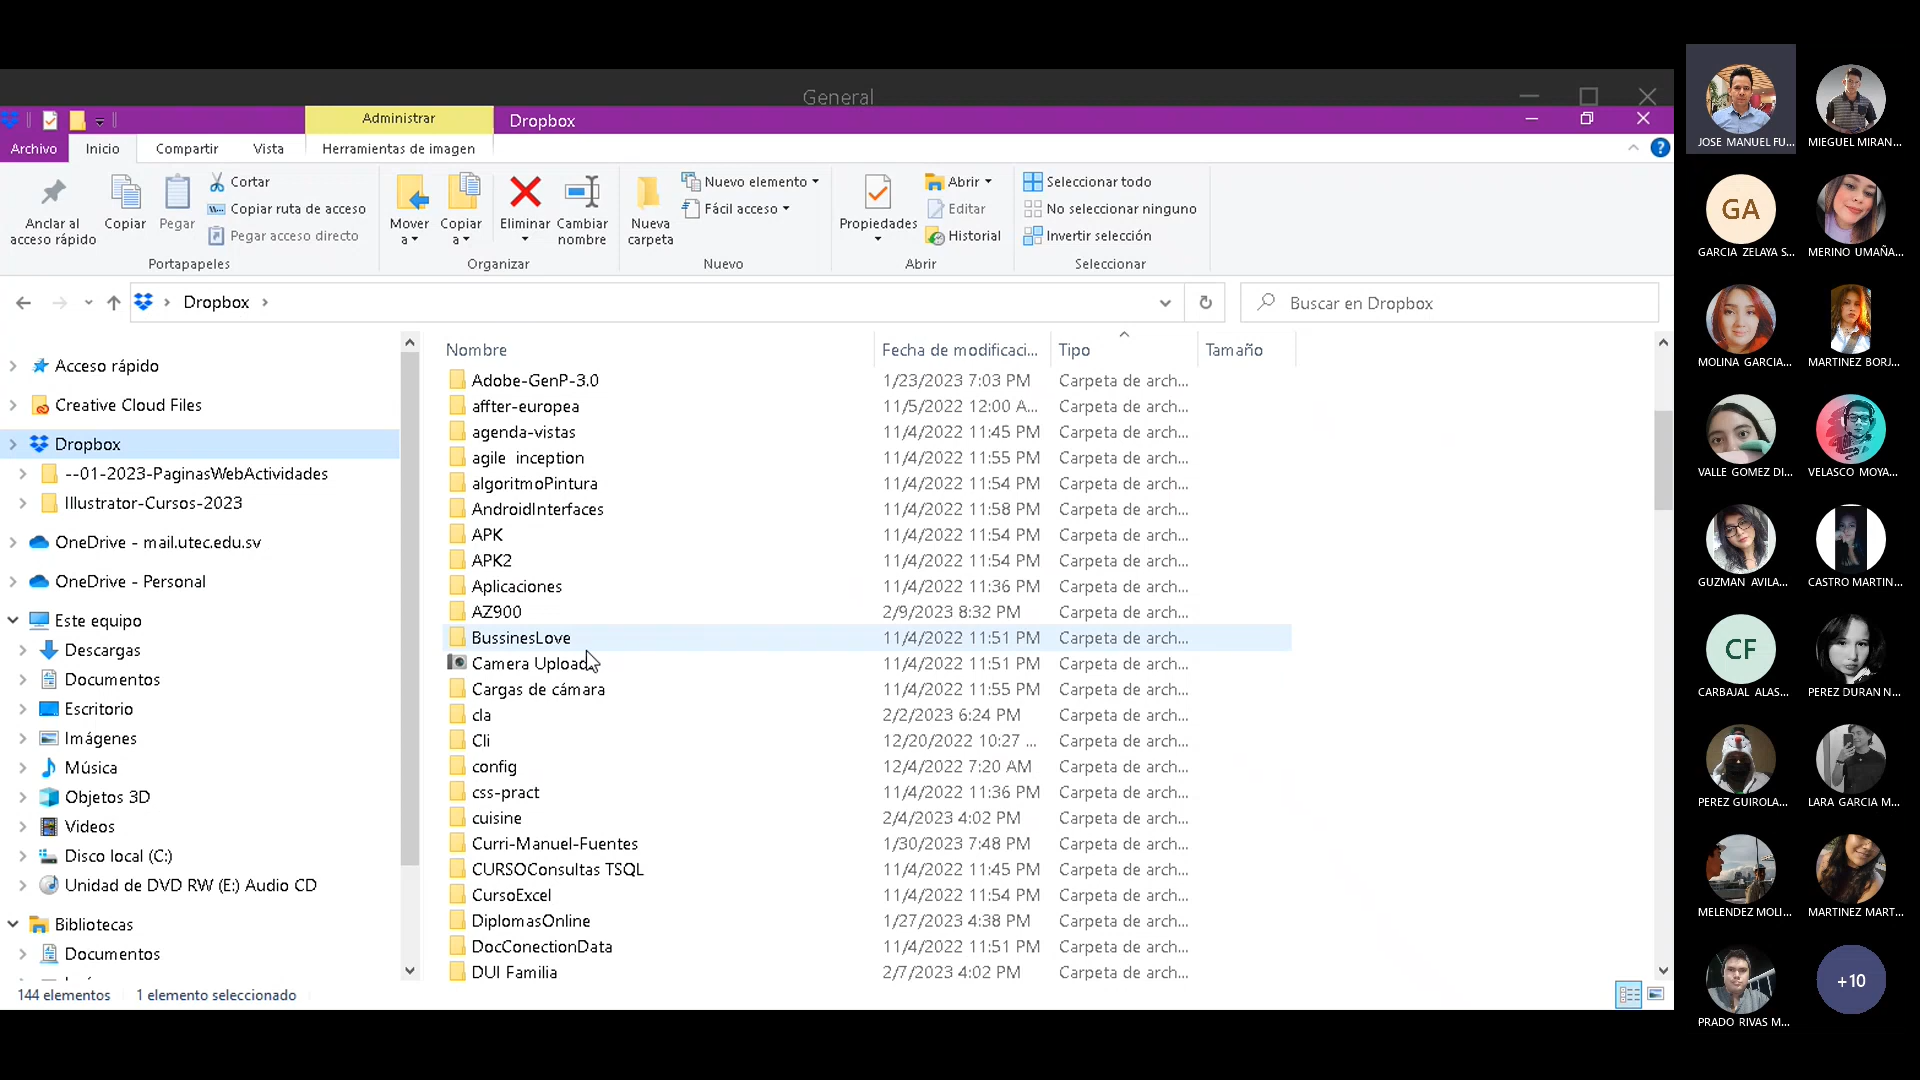 General
Administrar
Dropbox
Archivo
Inicio
Compartir
Vista
Herramientas de imagen
Anclar al acceso rápido
Copiar
Pegar
Cortar
Copiar ruta de acceso
Pegar acceso directo
Portapapeles
Mover a
Copiar a
Eliminar
Cambiar nombre
Organizar
Nueva carpeta
Nuevo elemento
Fácil acceso
Nuevo
Propiedades
Abrir
Editar
Historial
Abrir
Seleccionar todo
No seleccionar ninguno
Invertir selección
Seleccionar
Dropbox
Buscar en Dropbox
Acceso rápido
Creative Cloud Files
Dropbox
--01-2023-PaginasWebActividades
Illustrator-Cursos-2023
OneDrive - mail.utec.edu.sv
OneDrive - Personal
Este equipo
Descargas
Documentos
Escritorio
Imágenes
Música
Objetos 3D
Videos
Disco local (C:)
Unidad de DVD RW (E:) Audio CD
Bibliotecas
Documentos
Nombre Fecha de modificaci... Tipo Tamaño
Adobe-GenP-3.0 1/23/2023 7:03 PM Carpeta de arch...
affter-europea 11/5/2022 12:00 A... Carpeta de arch...
agenda-vistas 11/4/2022 11:45 PM Carpeta de arch...
agile inception 11/4/2022 11:55 PM Carpeta de arch...
algoritmoPintura 11/4/2022 11:54 PM Carpeta de arch...
AndroidInterfaces 11/4/2022 11:58 PM Carpeta de arch...
APK 11/4/2022 11:54 PM Carpeta de arch...
APK2 11/4/2022 11:54 PM Carpeta de arch...
Aplicaciones 11/4/2022 11:36 PM Carpeta de arch...
AZ900 2/9/2023 8:32 PM Carpeta de arch...
BussinesLove 11/4/2022 11:51 PM Carpeta de arch...
Camera Uploads 11/4/2022 11:51 PM Carpeta de arch...
Cargas de cámara 11/4/2022 11:55 PM Carpeta de arch...
cla 2/2/2023 6:24 PM Carpeta de arch...
Cli 12/20/2022 10:27 ... Carpeta de arch...
config 12/4/2022 7:20 AM Carpeta de arch...
css-pract 11/4/2022 11:36 PM Carpeta de arch...
cuisine 2/4/2023 4:02 PM Carpeta de arch...
Curri-Manuel-Fuentes 1/30/2023 7:48 PM Carpeta de arch...
CURSOConsultas TSQL 11/4/2022 11:45 PM Carpeta de arch...
CursoExcel 11/4/2022 11:54 PM Carpeta de arch...
DiplomasOnline 1/27/2023 4:38 PM Carpeta de arch...
DocConectionData 11/4/2022 11:51 PM Carpeta de arch...
DUI Familia 2/7/2023 4:02 PM Carpeta de arch...
144 elementos 1 elemento seleccionado
JOSE MANUEL FU... MIEGUEL MIRAN...
GA
GARCIA ZELAYA S... MERINO UMAÑA...
MOLINA GARCIA... MARTINEZ BORJ...
VALLE GOMEZ DI... VELASCO MOYA...
GUZMAN AVILA... CASTRO MARTIN...
CF
CARBAJAL ALAS... PEREZ DURAN N...
PEREZ GUIROLA... LARA GARCIA M...
MELENDEZ MOLI... MARTINEZ MART...
+10
PRADO RIVAS M...